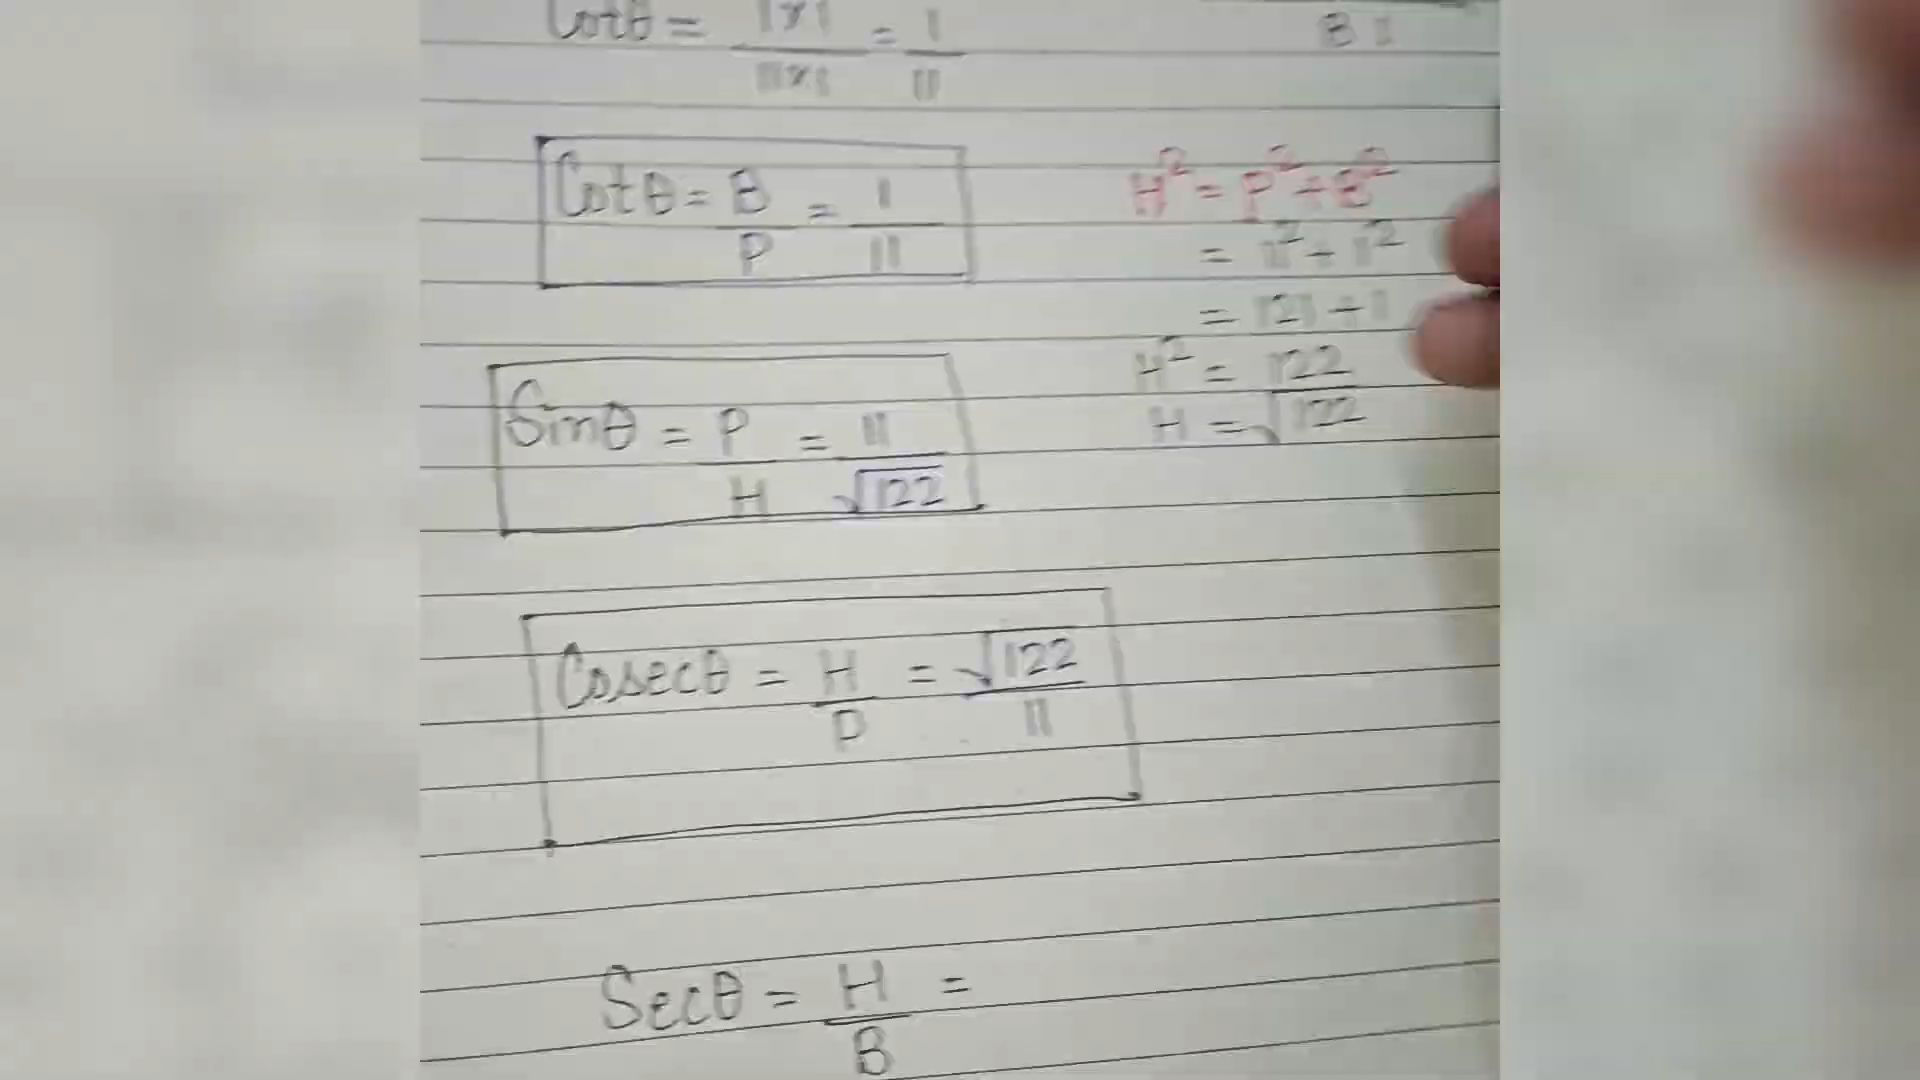 Cotθ = 1×1/11×1 = 1/11
B 1
Cotθ = B/P = 1/11
H² = P² + B²
= 11² + 1²
= 121 + 1
H² = 122
H = √122
Sinθ = P/H = 11/√122
Cosecθ = H/P = √122/11
Secθ = H/B =